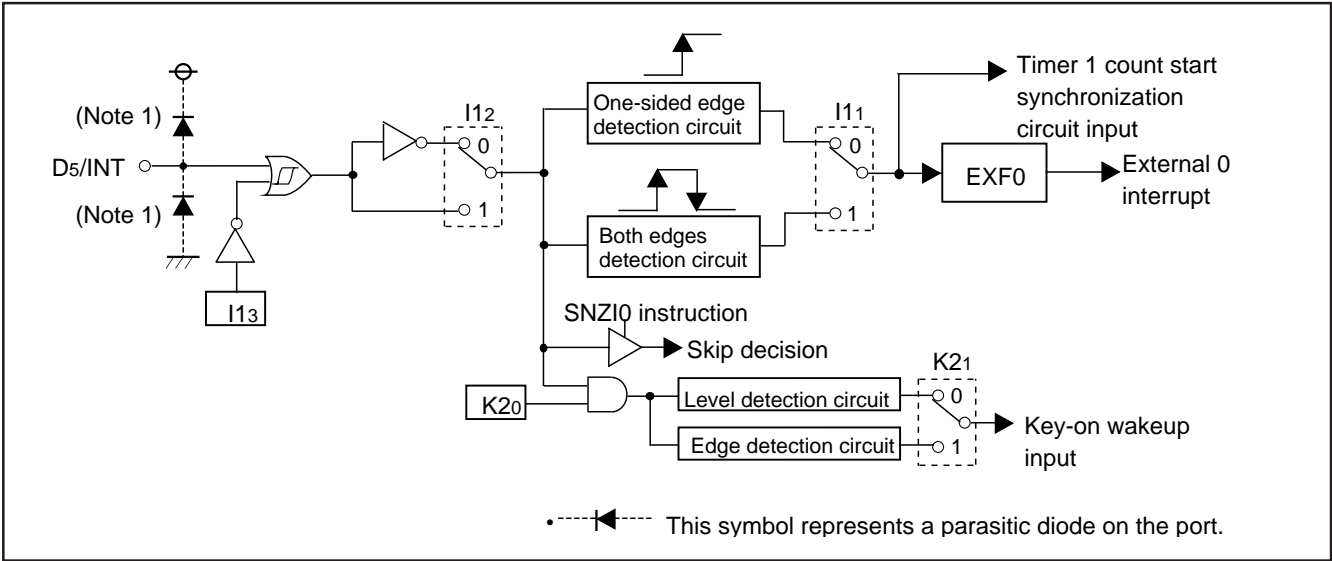 (Note 1)
D5/INT
(Note 1)
I13
I12
0
1
One-sided edge
detection circuit
Both edges
detection circuit
I11
0
1
Timer 1 count start
synchronization
circuit input
EXF0
External 0
interrupt
SNZI0 instruction
Skip decision
K20
Level detection circuit
Edge detection circuit
K21
0
1
Key-on wakeup
input
• This symbol represents a parasitic diode on the port.